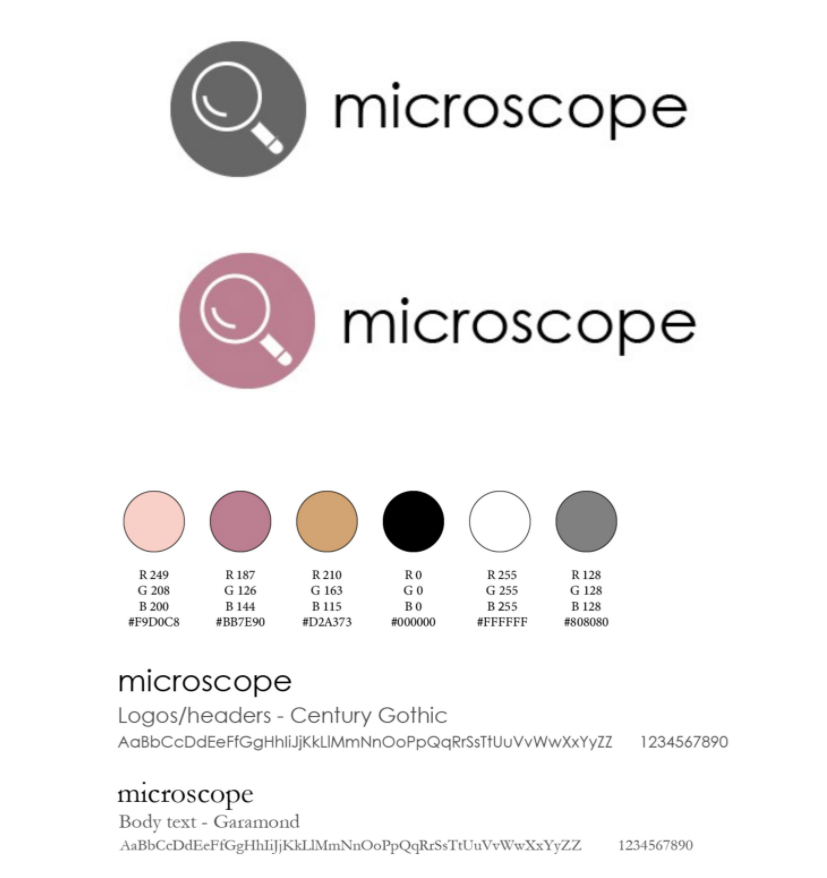 microscope
microscope
R 249 R 187 R 210 R 0 R 255 R 128
G 208 G 126 G 163 G 0 G 255 G 128
B 200 B 144 B 115 B 0 B 255 B 128
#F9D0C8 #BB7E90 #D2A373 #000000 #FFFFFF #808080
microscope
Logos/headers - Century Gothic
AaBbCcDdEeFfGgHhIiJjKkLlMmNnOoPpQqRrSsTtUuVvWwXxYyZZ 1234567890
microscope
Body text - Garamond
AaBbCcDdEeFfGgHhIiJjKkLlMmNnOoPpQqRrSsTtUuVvWwXxYyZZ 1234567890